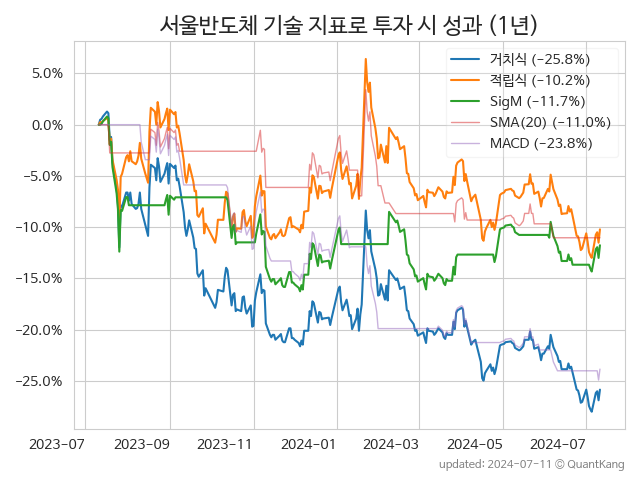 서울반도체 기술 지표로 투자 시 성과 (1년)
거치식 (−25.8%)
적립식 (−10.2%)
SigM (−11.7%)
SMA(20) (−11.0%)
MACD (−23.8%)
5.0%
0.0%
−5.0%
−10.0%
−15.0%
−20.0%
−25.0%
2023-07 2023-09 2023-11 2024-01 2024-03 2024-05 2024-07
updated: 2024-07-11 © QuantKang